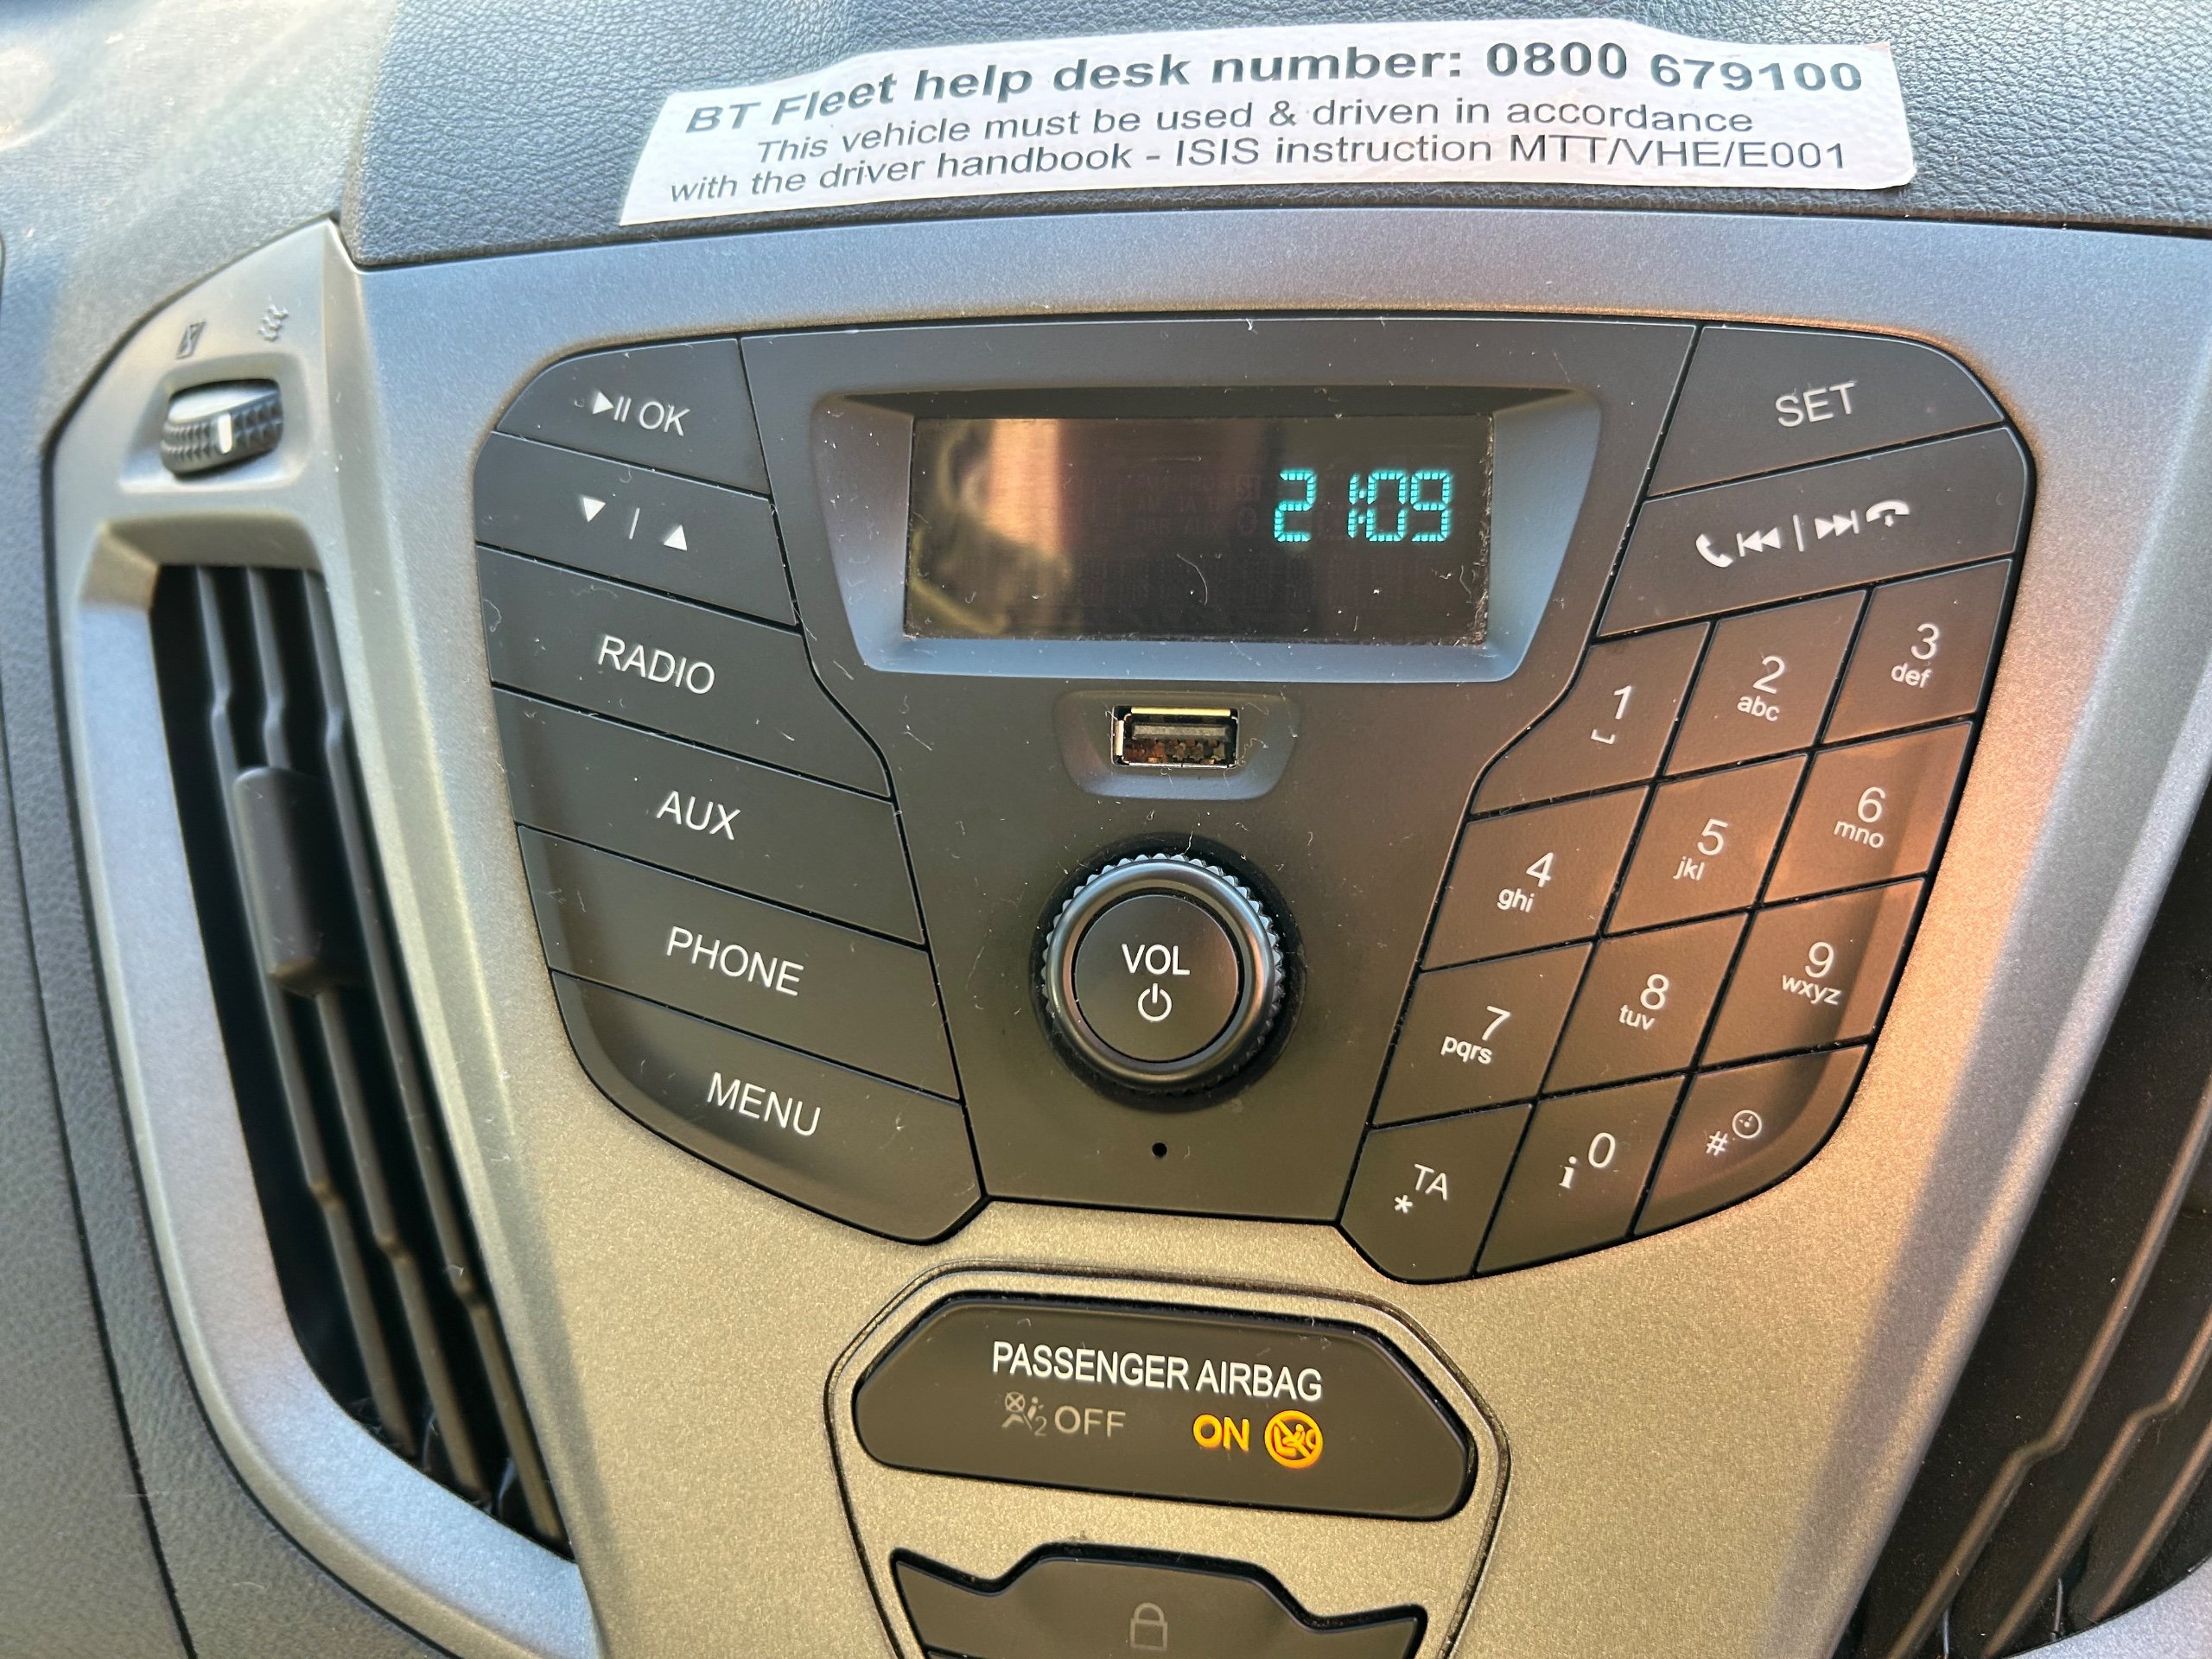 BT Fleet help desk number: 0800 679100
This vehicle must be used & driven in accordance
with the driver handbook - ISIS instruction MTT/VHE/E001
OK
SET
21:09
RADIO
AUX
PHONE
MENU
VOL
1
2
abc
3
def
4
ghi
5
jkl
6
mno
7
pqrs
8
tuv
9
wxyz
* TA
i 0
#
PASSENGER AIRBAG
2 OFF ON